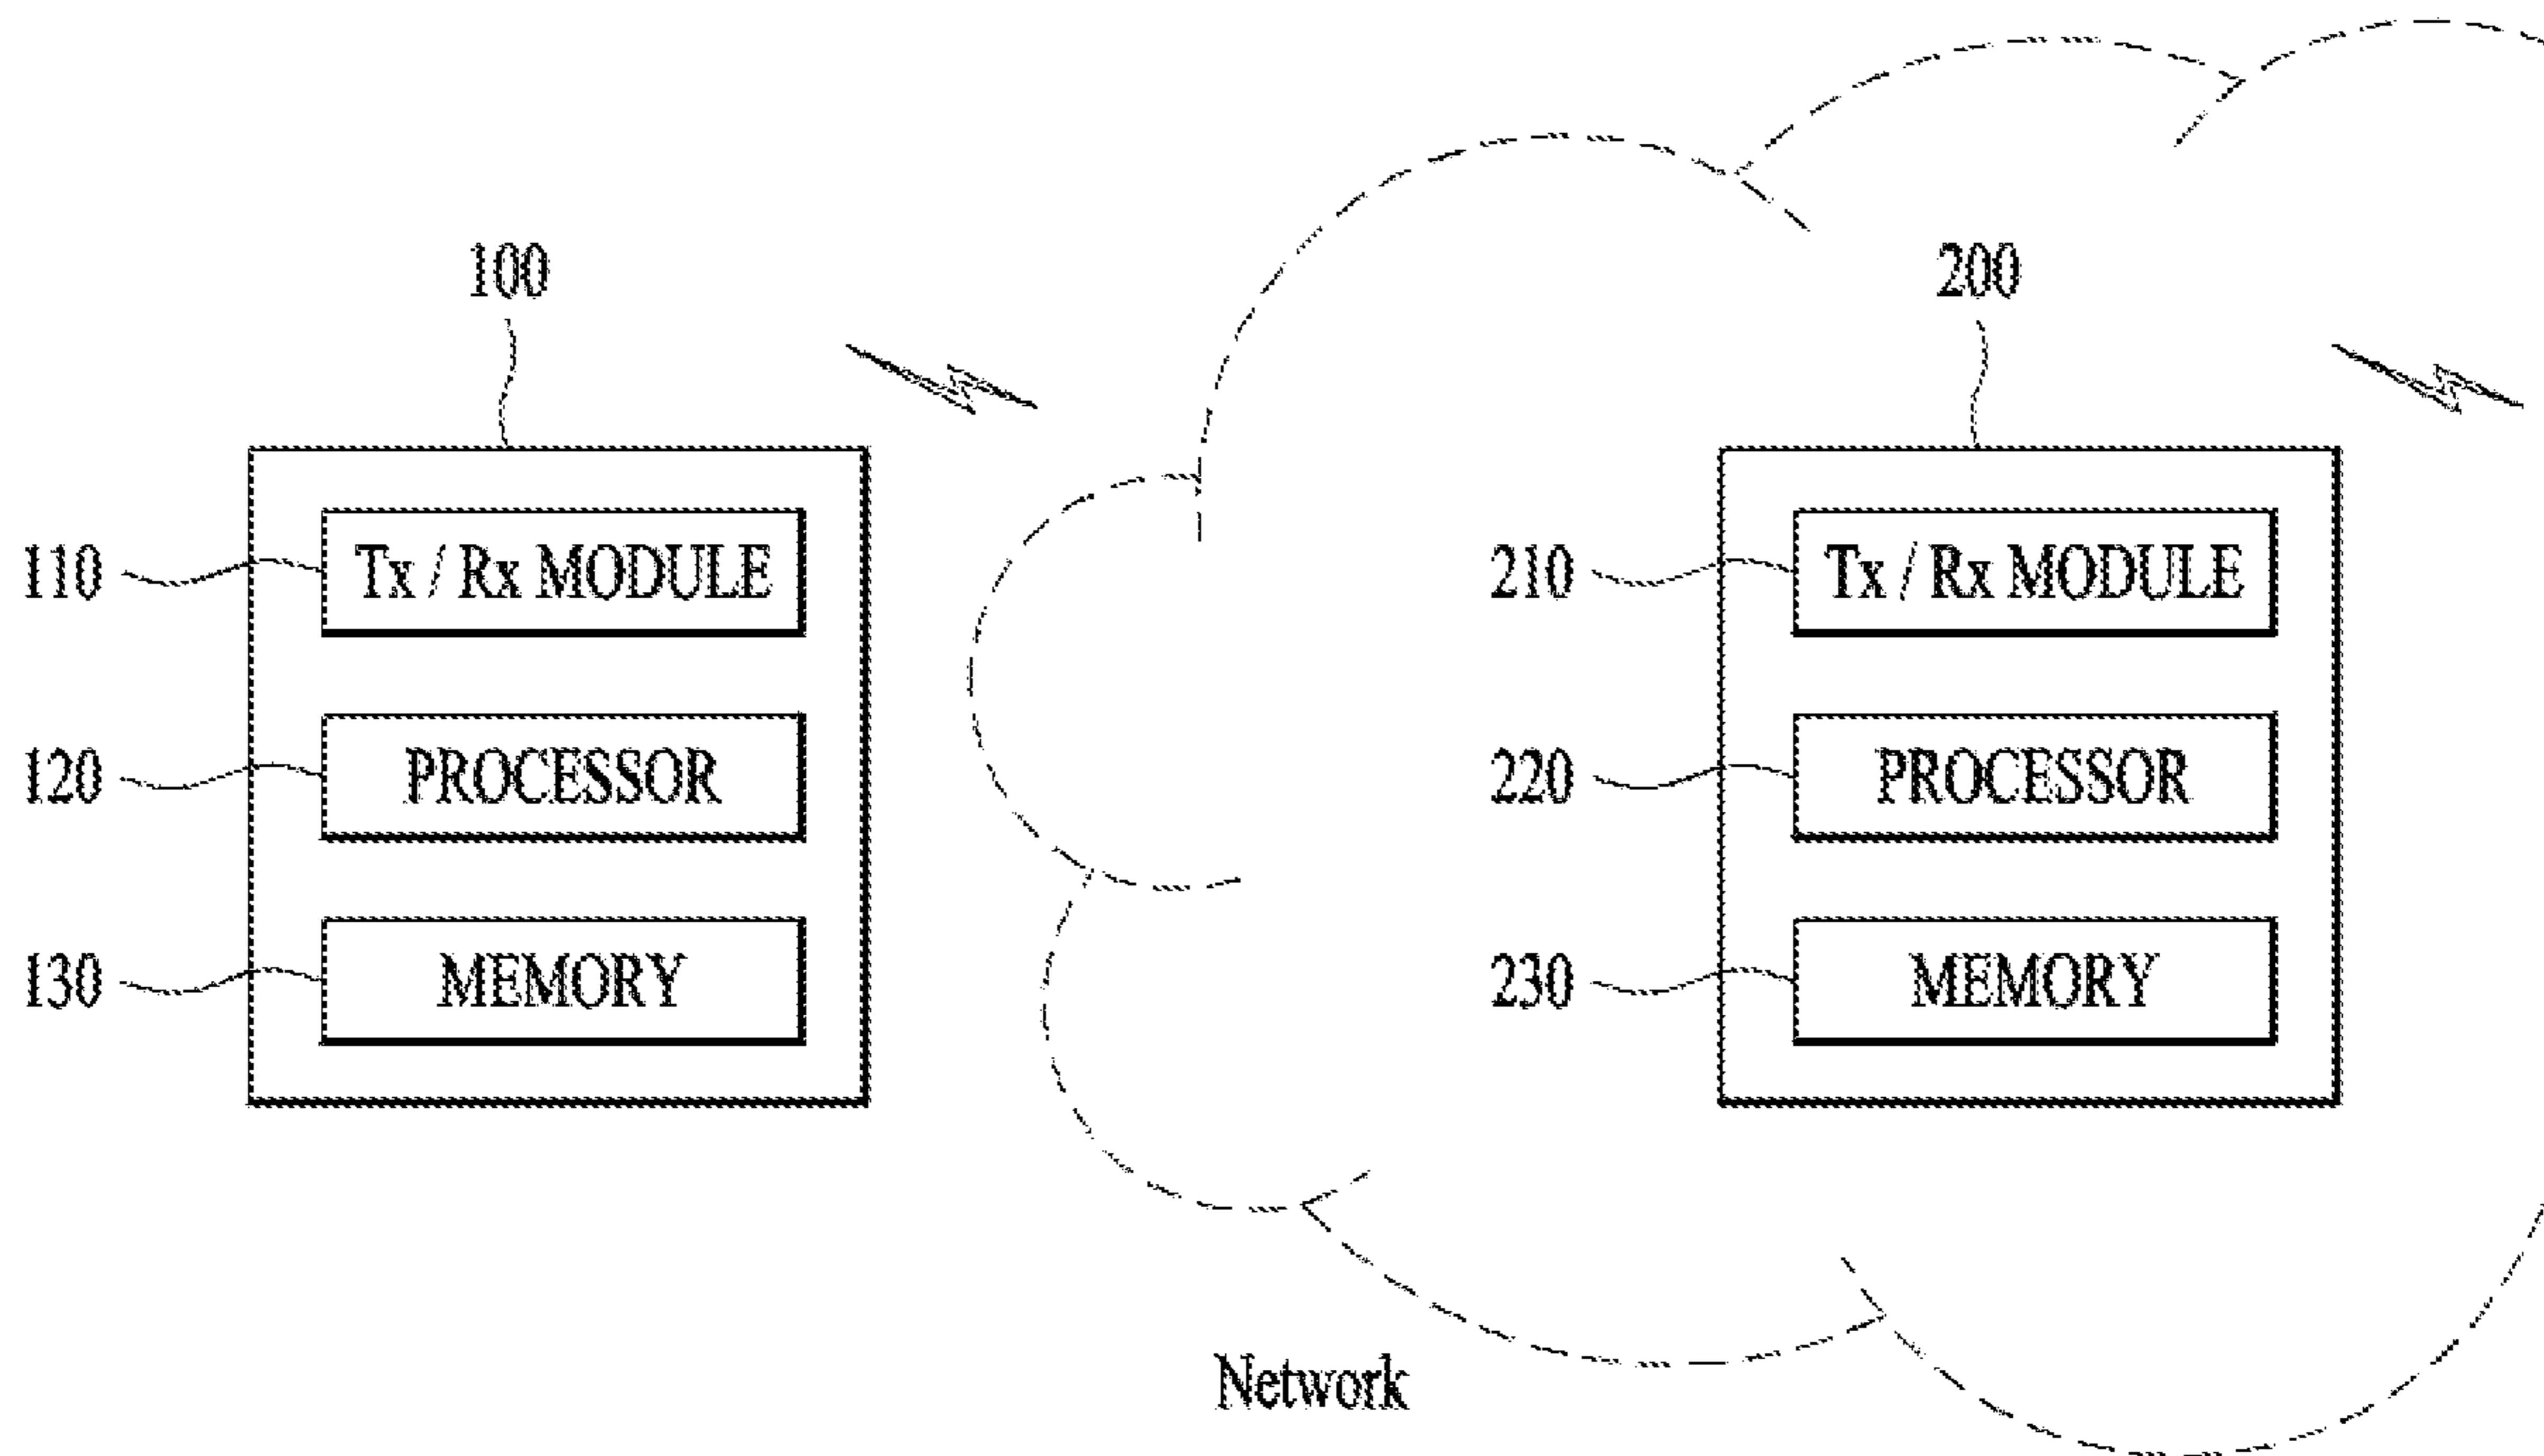 100
200
110
Tx / Rx MODULE
210
Tx / Rx MODULE
120
PROCESSOR
220
PROCESSOR
130
MEMORY
230
MEMORY
Network